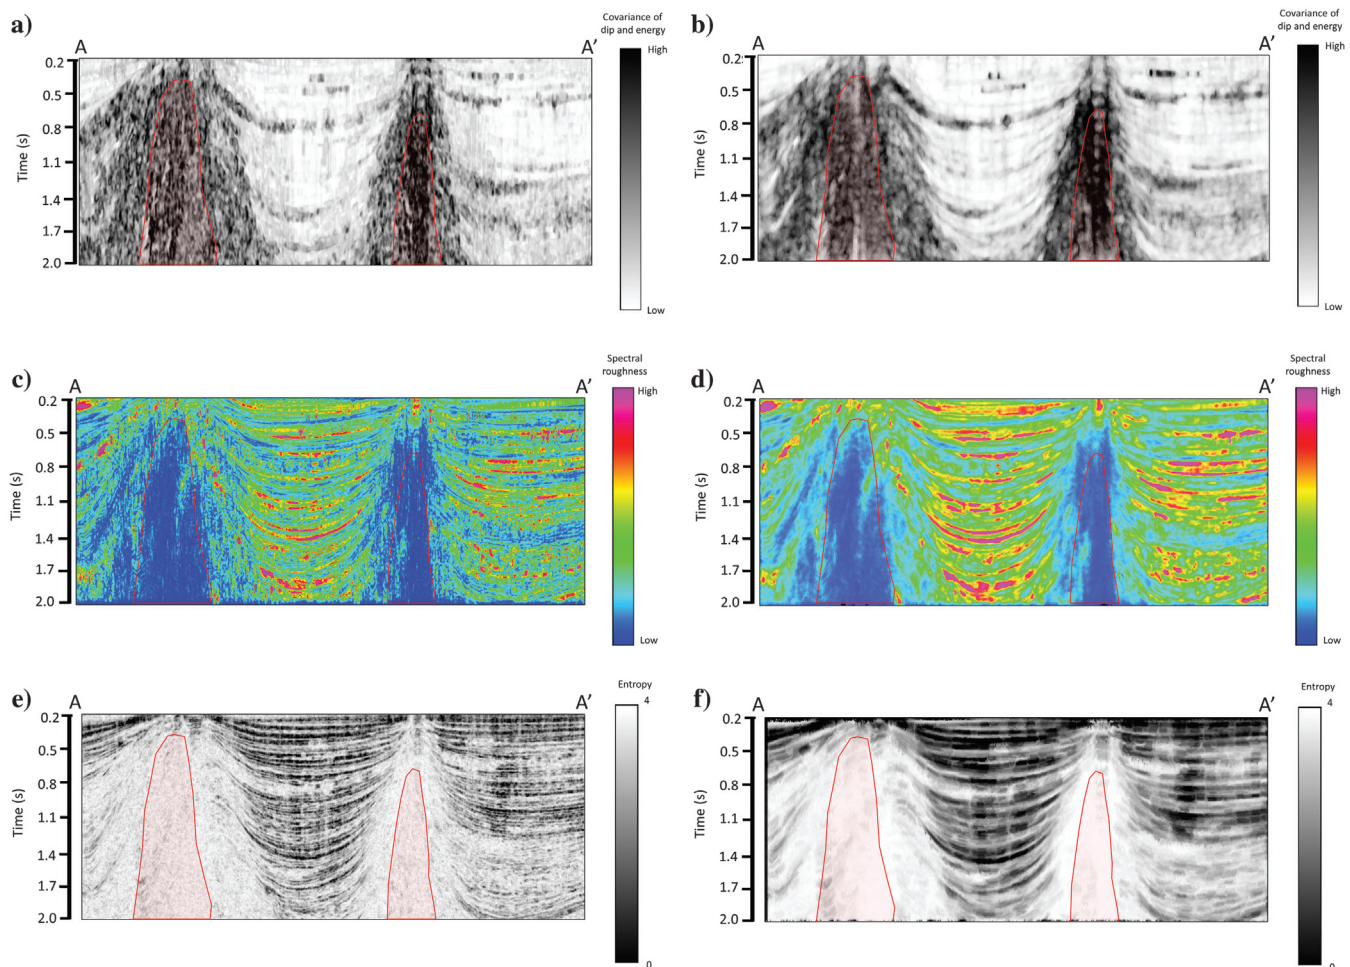 a)
Covariance of
dip and energy
High
Low
A
A’
Time (s)
0.2
0.5
0.8
1.1
1.4
1.7
2.0
b)
Covariance of
dip and energy
High
Low
A
A’
Time (s)
0.2
0.5
0.8
1.1
1.4
1.7
2.0
c)
Spectral
roughness
High
Low
A
A’
Time (s)
0.2
0.5
0.8
1.1
1.4
1.7
2.0
d)
Spectral
roughness
High
Low
A
A’
Time (s)
0.2
0.5
0.8
1.1
1.4
1.7
2.0
e)
Entropy
4
0
A
A’
Time (s)
0.2
0.5
0.8
1.1
1.4
1.7
2.0
f)
Entropy
4
0
A
A’
Time (s)
0.2
0.5
0.8
1.1
1.4
1.7
2.0